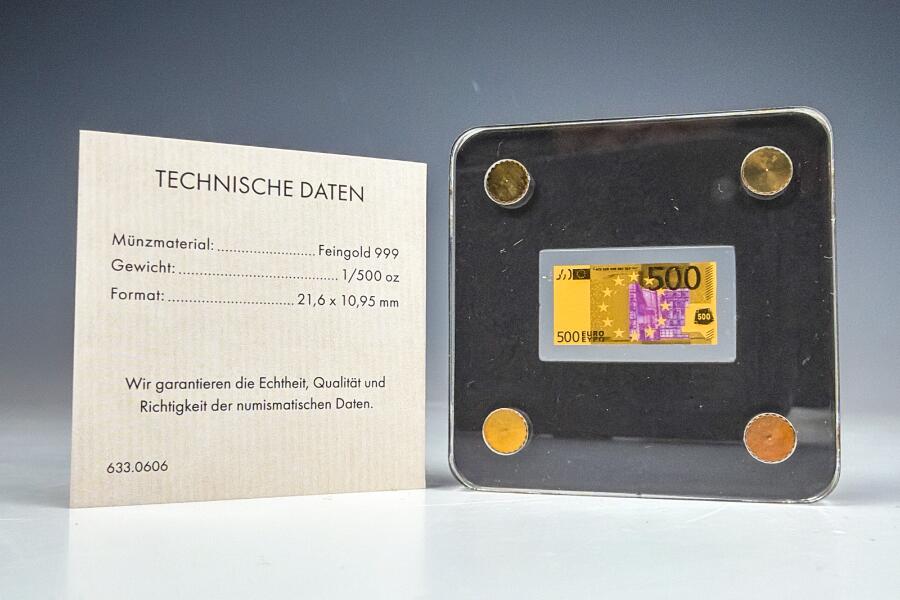 TECHNISCHE DATEN
Münzmaterial: ........................ Feingold 999
Gewicht: ........................................ 1/500 oz
Format: ................................ 21,6 x 10,95 mm
Wir garantieren die Echtheit, Qualität und
Richtigkeit der numismatischen Daten.
633.0606
500
500
500 EURO
ΕΥΡΩ